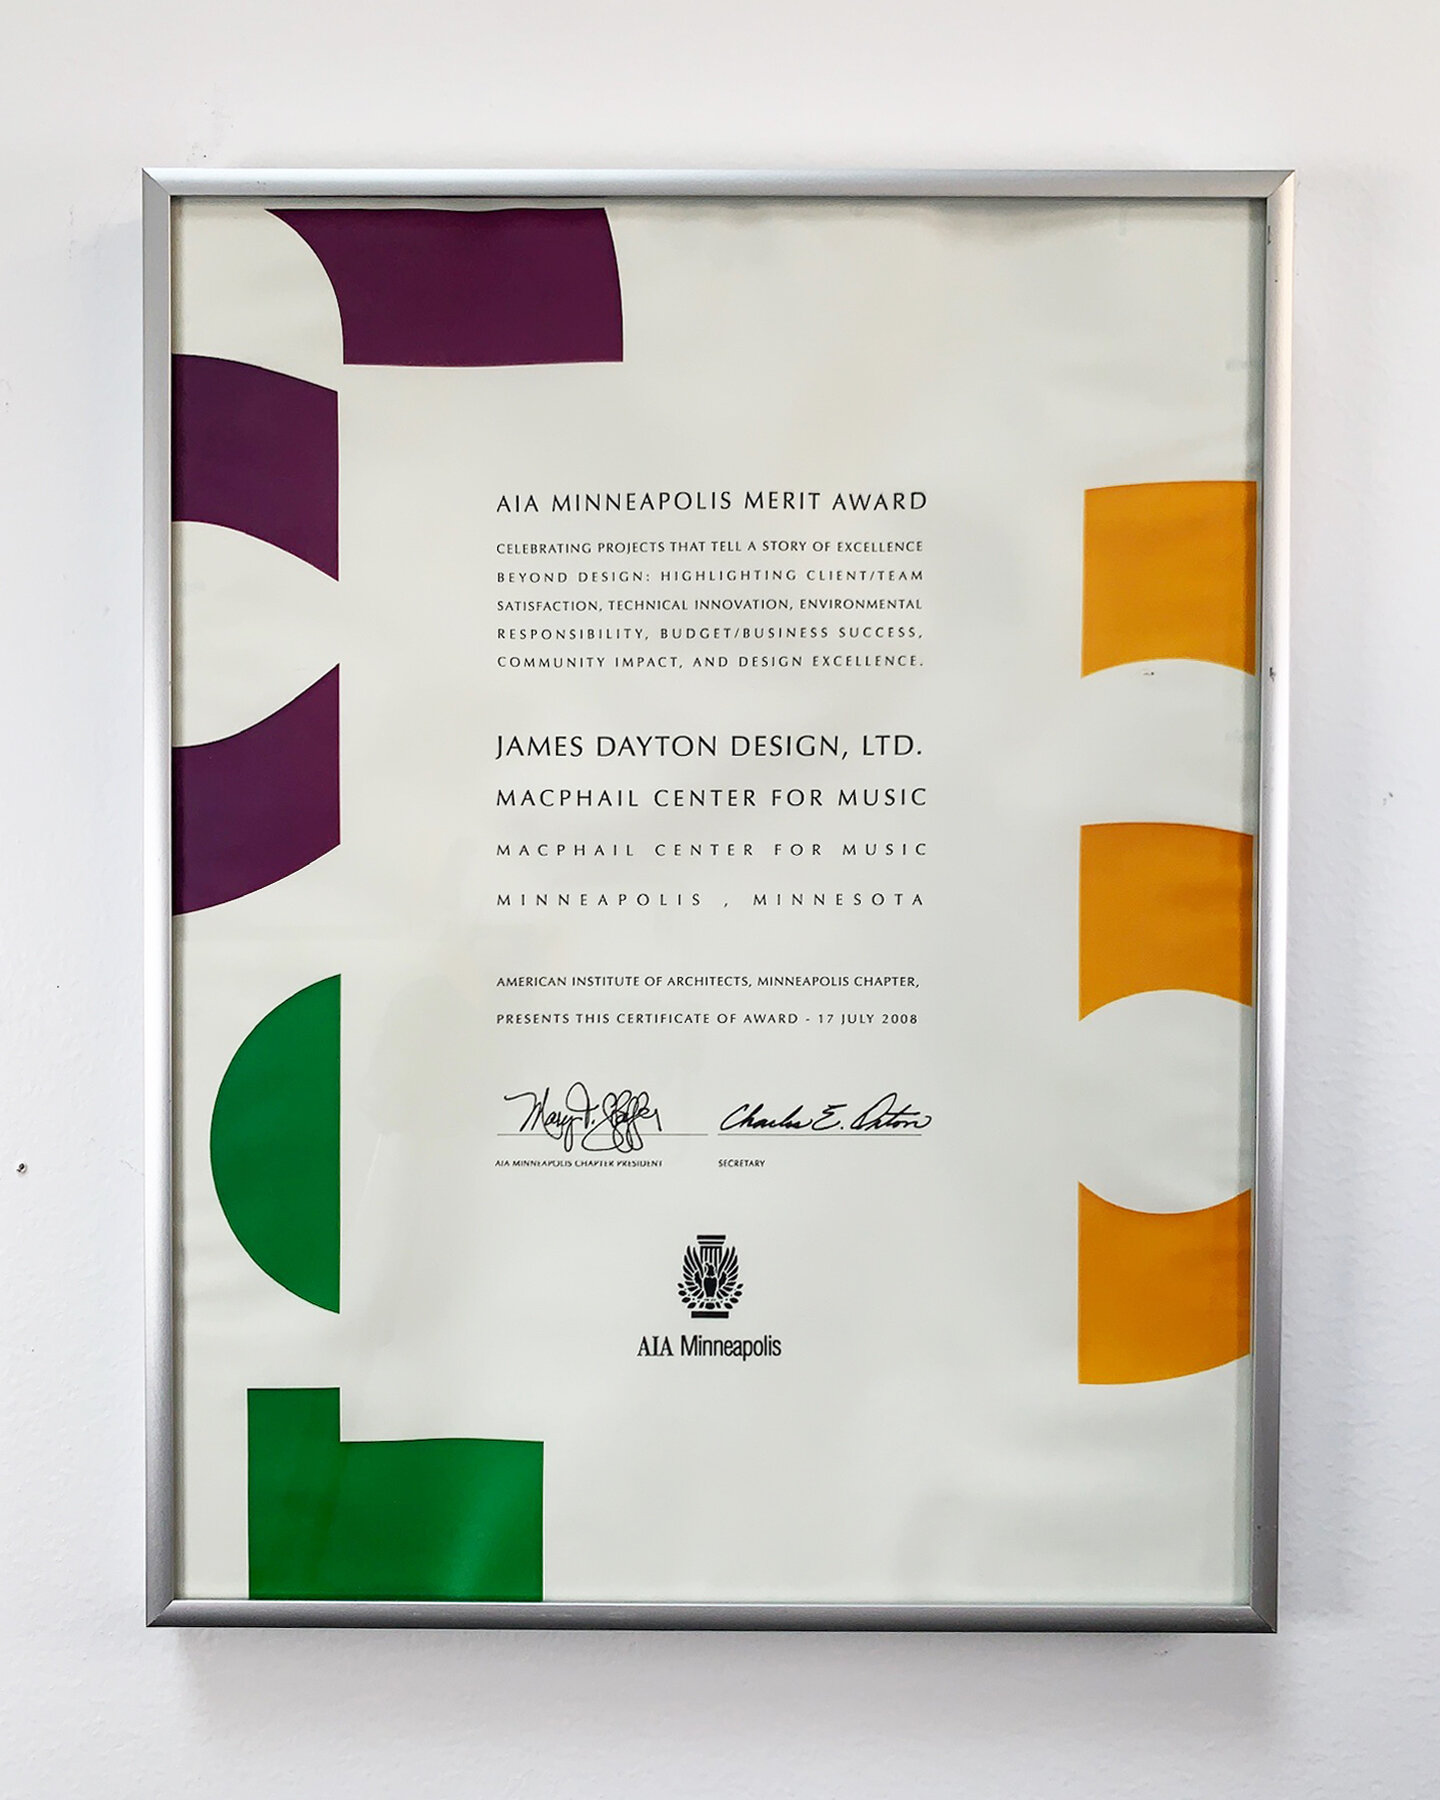 AIA MINNEAPOLIS MERIT AWARD
CELEBRATING PROJECTS THAT TELL A STORY OF EXCELLENCE
BEYOND DESIGN: HIGHLIGHTING CLIENT/TEAM
SATISFACTION, TECHNICAL INNOVATION, ENVIRONMENTAL
RESPONSIBILITY, BUDGET/BUSINESS SUCCESS,
COMMUNITY IMPACT, AND DESIGN EXCELLENCE.
JAMES DAYTON DESIGN, LTD.
MACPHAIL CENTER FOR MUSIC
MACPHAIL CENTER FOR MUSIC
MINNEAPOLIS , MINNESOTA
AMERICAN INSTITUTE OF ARCHITECTS, MINNEAPOLIS CHAPTER,
PRESENTS THIS CERTIFICATE OF AWARD - 17 JULY 2008
Mary Charles E.
AIA MINNEAPOLIS CHAPTER PRESIDENT SECRETARY
AIA Minneapolis